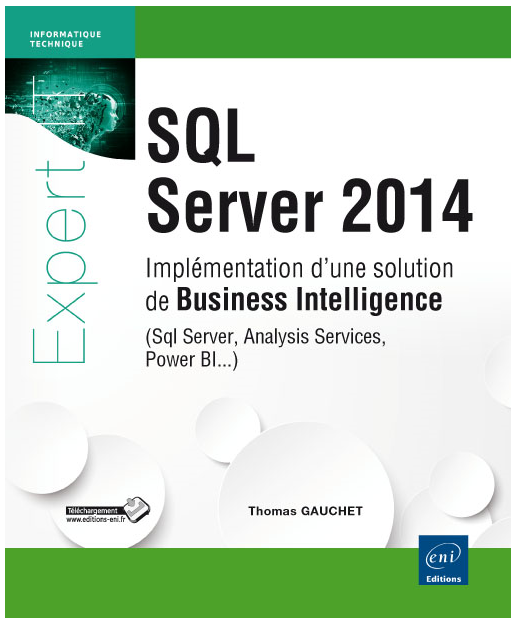 INFORMATIQUE
TECHNIQUE
Expert
SQL
Server 2014
Implémentation d'une solution
de Business Intelligence
(Sql Server, Analysis Services,
Power BI...)
Téléchargement
www.editions-eni.fr
Thomas GAUCHET
eni
Editions